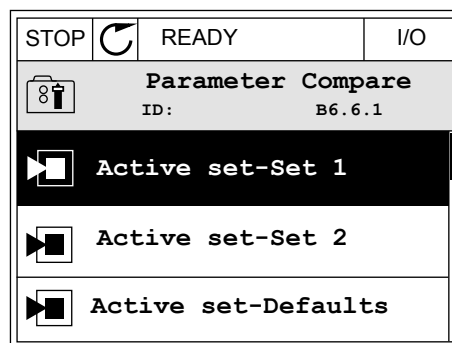 STOP READY I/O
Parameter Compare
ID: B6.6.1
Active set-Set 1
Active set-Set 2
Active set-Defaults